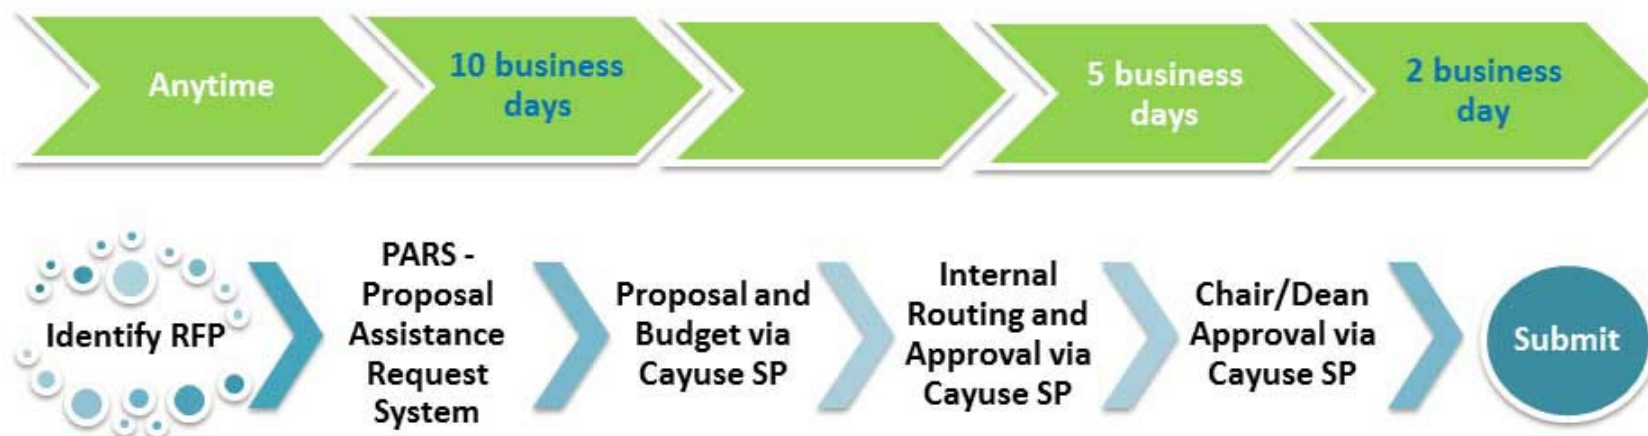 Anytime
10 business
days
5 business
days
2 business
day
Identify RFP
PARS -
Proposal
Assistance
Request
System
Proposal and
Budget via
Cayuse SP
Internal
Routing and
Approval via
Cayuse SP
Chair/Dean
Approval via
Cayuse SP
Submit